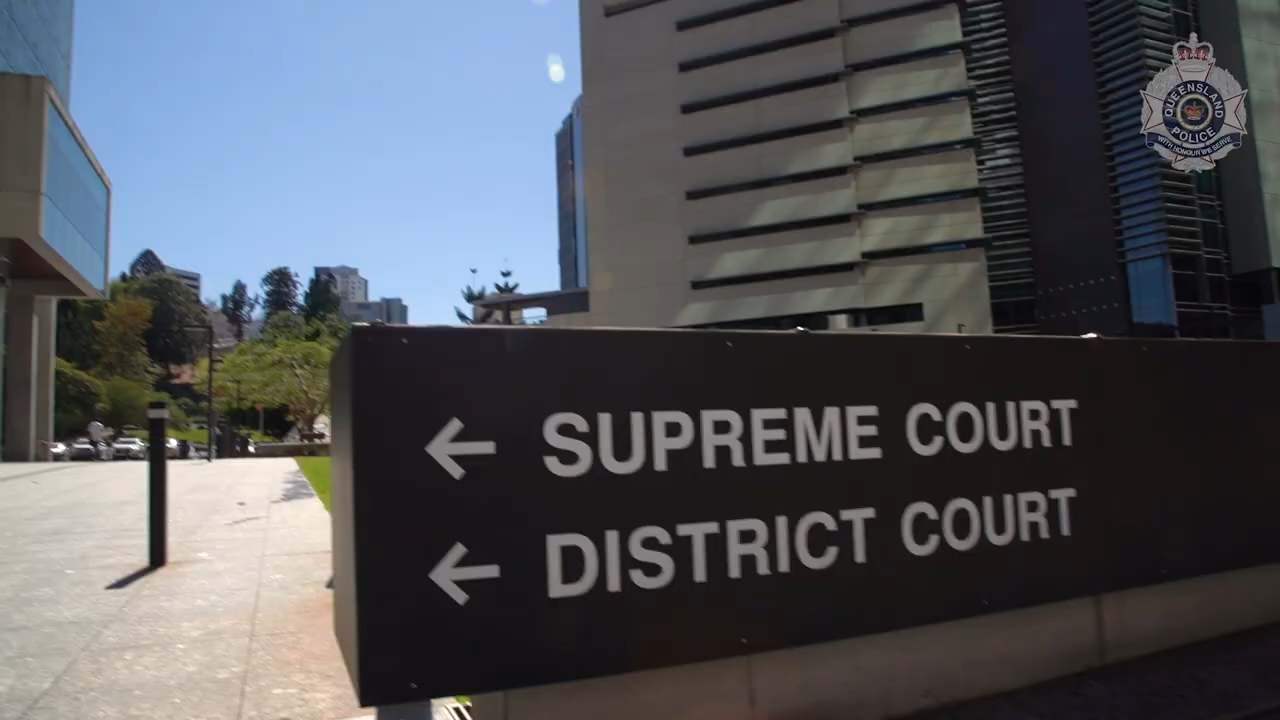 QUEENSLAND
POLICE
WITH HONOUR WE SERVE
← SUPREME COURT
← DISTRICT COURT